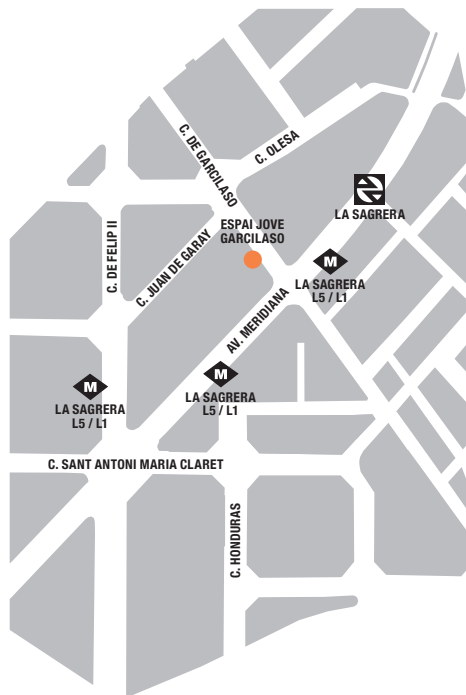 C. DE GARCILASO
C. OLESA
LA SAGRERA
ESPAI JOVE
GARCILASO
C. DE FELIP II
C. JUAN DE GARAY
M
LA SAGRERA
L5 / L1
AV. MERIDIANA
M
LA SAGRERA
L5 / L1
M
LA SAGRERA
L5 / L1
C. SANT ANTONI MARIA CLARET
C. HONDURAS